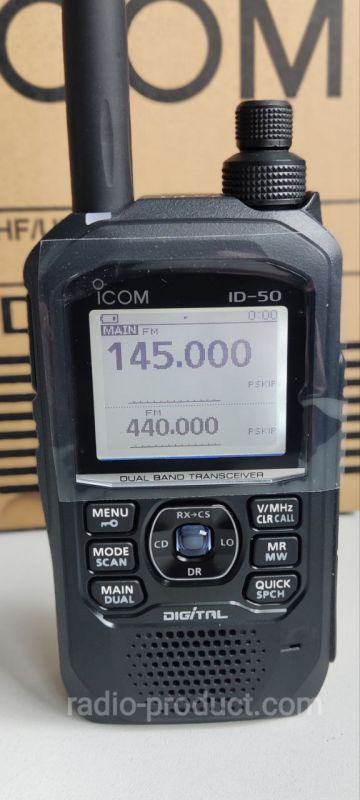 ICOM
HF/
ICOM ID-50
0:00
MAIN FM
145.000
PSKIP
FM
440.000
PSKIP
DUAL BAND TRANSCEIVER
MENU
RX→CS
V/MHz
CLR CALL
MODE
SCAN
CD
LO
MR
MW
MAIN
DUAL
DR
QUICK
SPCH
DIGITAL
radio-product.com